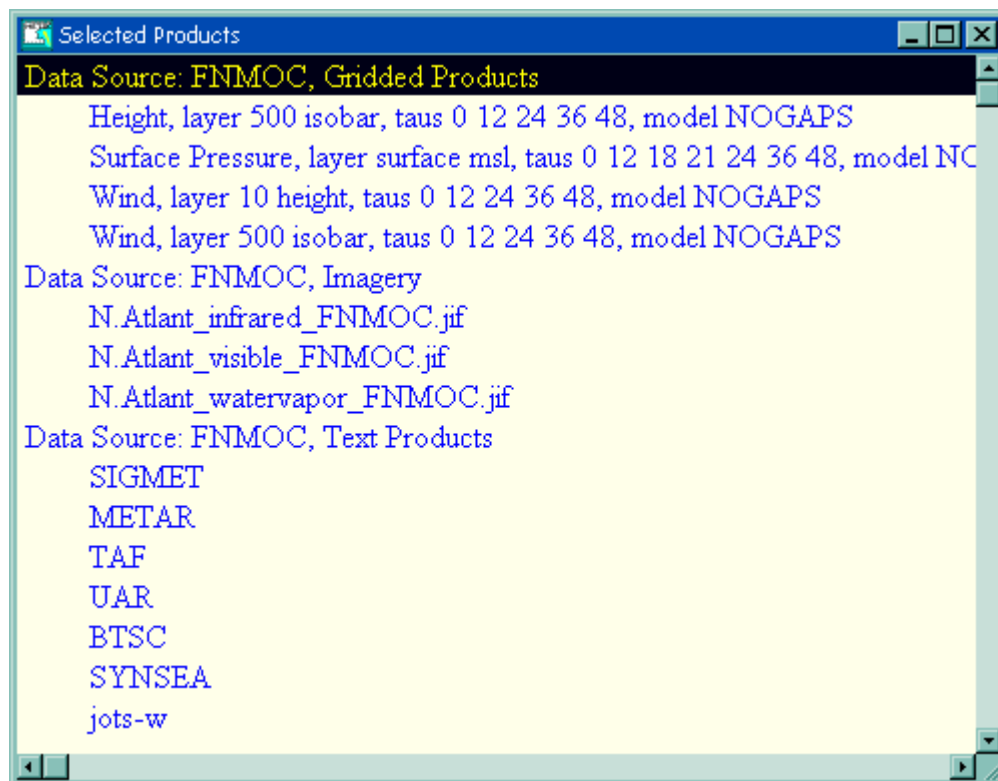 Selected Products
Data Source: FNMOC, Gridded Products
Height, layer 500 isobar, taus 0 12 24 36 48, model NOGAPS
Surface Pressure, layer surface msl, taus 0 12 18 21 24 36 48, model NO
Wind, layer 10 height, taus 0 12 24 36 48, model NOGAPS
Wind, layer 500 isobar, taus 0 12 24 36 48, model NOGAPS
Data Source: FNMOC, Imagery
N.Atlant_infrared_FNMOC.jif
N.Atlant_visible_FNMOC.jif
N.Atlant_watervapor_FNMOC.jif
Data Source: FNMOC, Text Products
SIGMET
METAR
TAF
UAR
BTSC
SYNSEA
jots-w